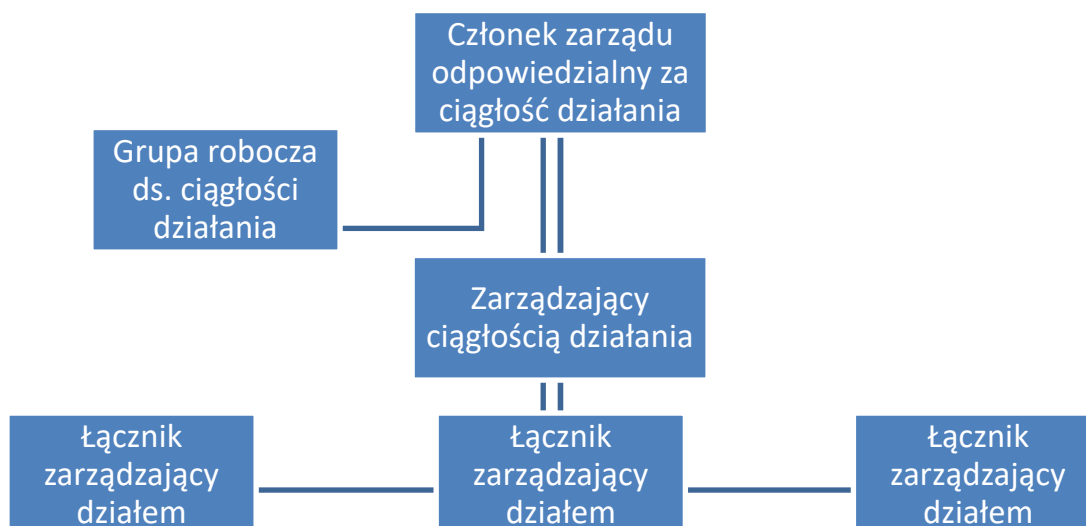 Członek zarządu
odpowiedzialny za
ciągłość działania
Grupa robocza
ds. ciągłości
działania
Zarządzający
ciągłością działania
Łącznik
zarządzający
działem
Łącznik
zarządzający
działem
Łącznik
zarządzający
działem